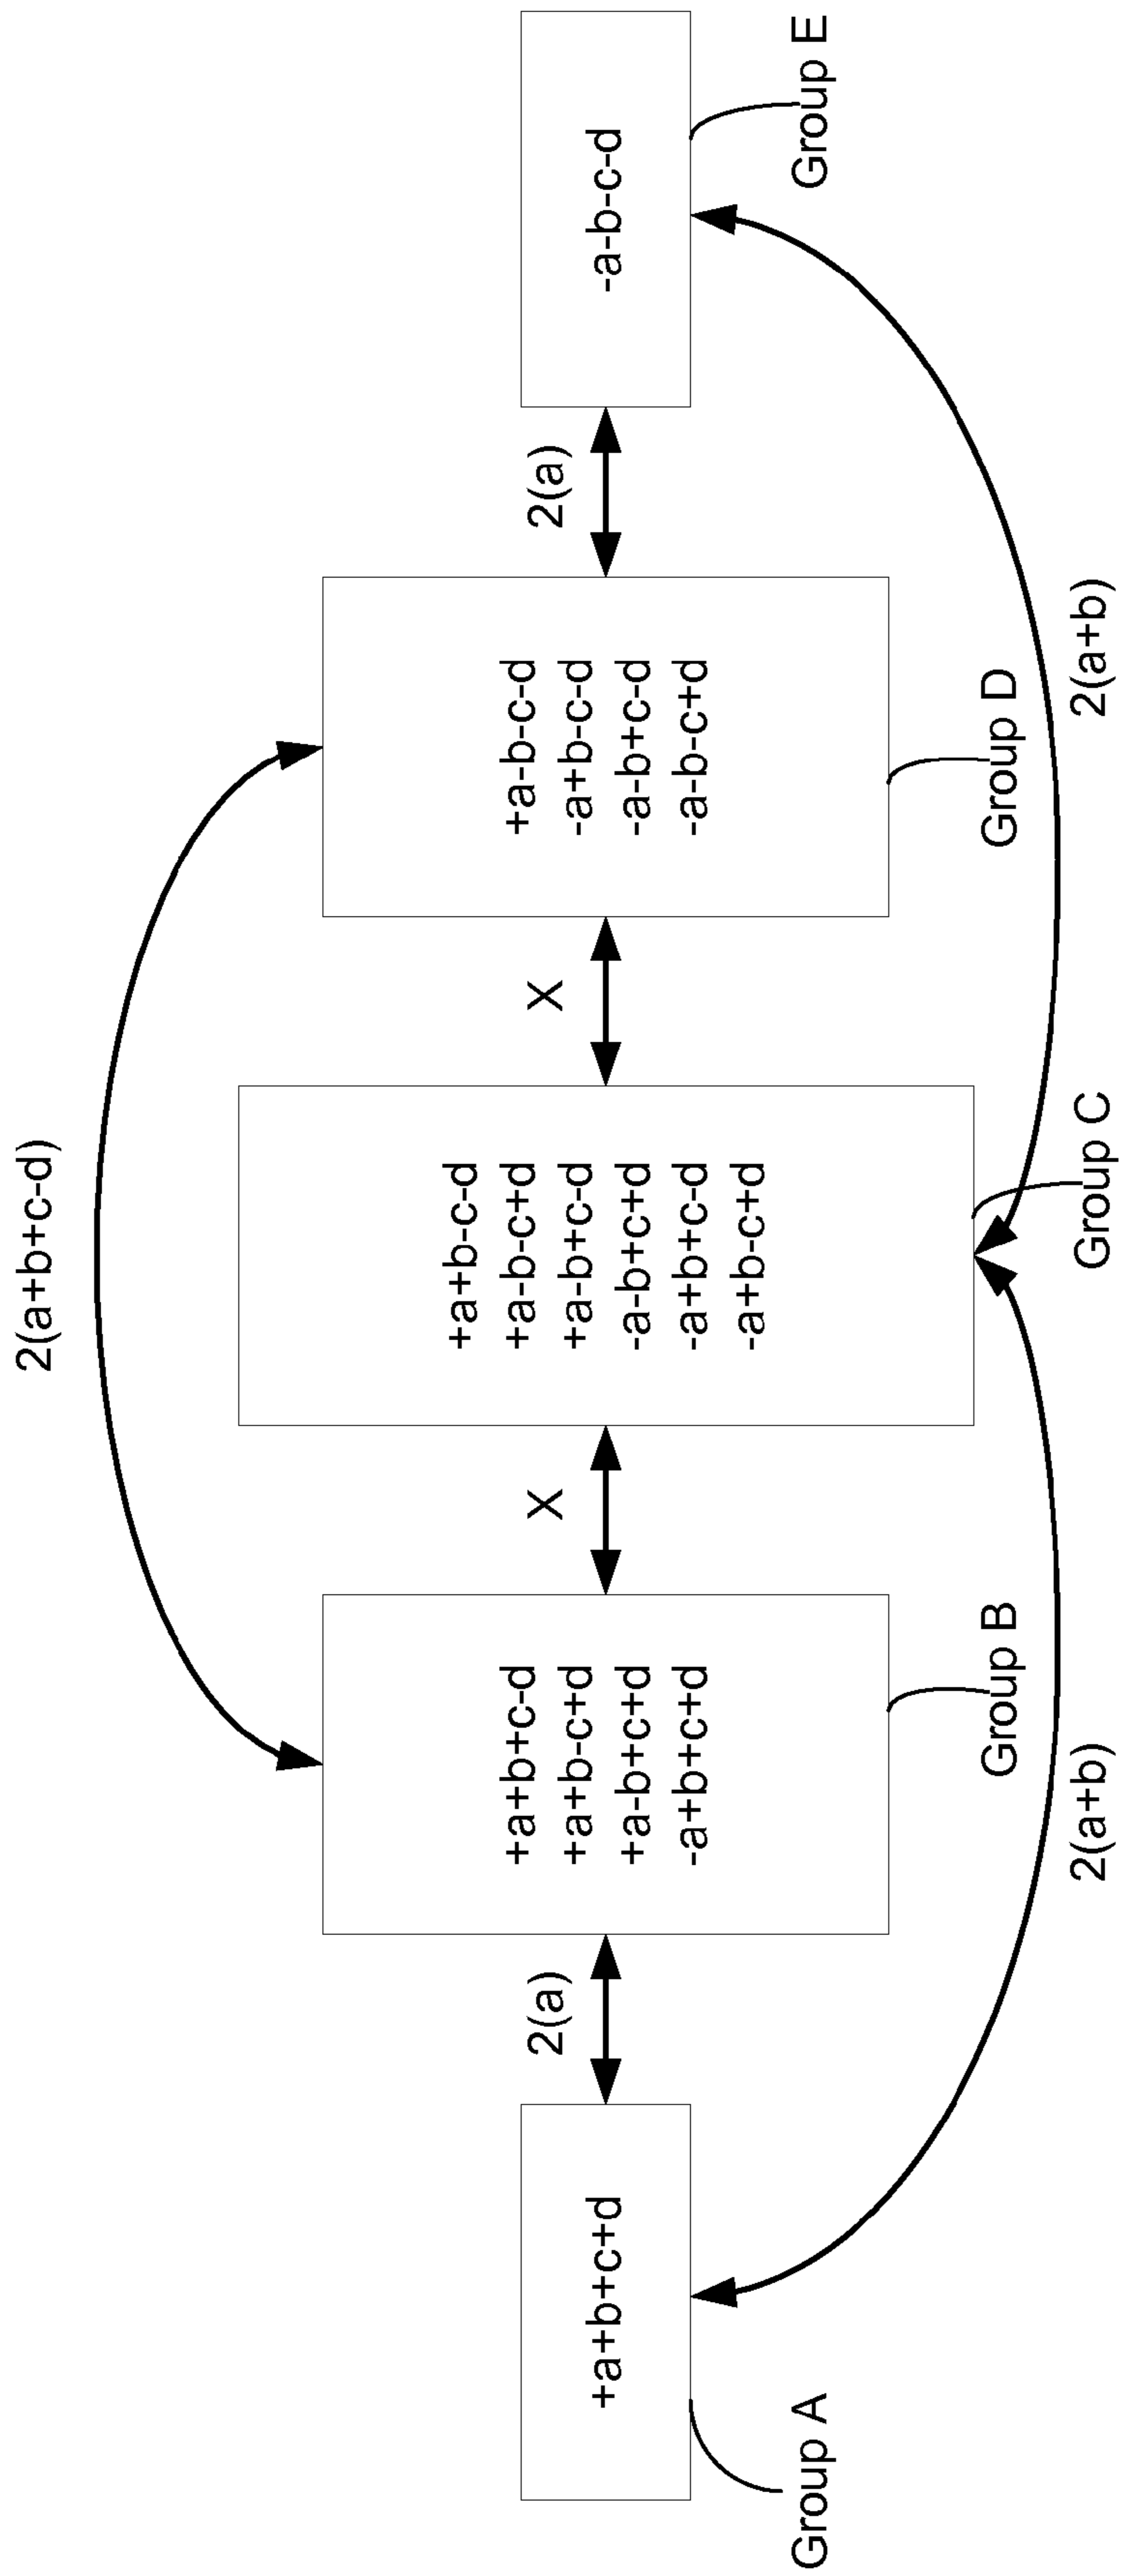 2(a+b+c-d)
+a+b+c+d
Group A
2(a)
+a+b+c-d
+a+b-c+d
+a-b+c+d
-a+b+c+d
Group B
X
+a+b-c-d
+a-b-c+d
+a-b+c-d
-a-b+c+d
-a+b+c-d
-a+b-c+d
Group C
X
+a-b-c-d
-a+b-c-d
-a-b+c-d
-a-b-c+d
Group D
2(a)
-a-b-c-d
Group E
2(a+b)
2(a+b)